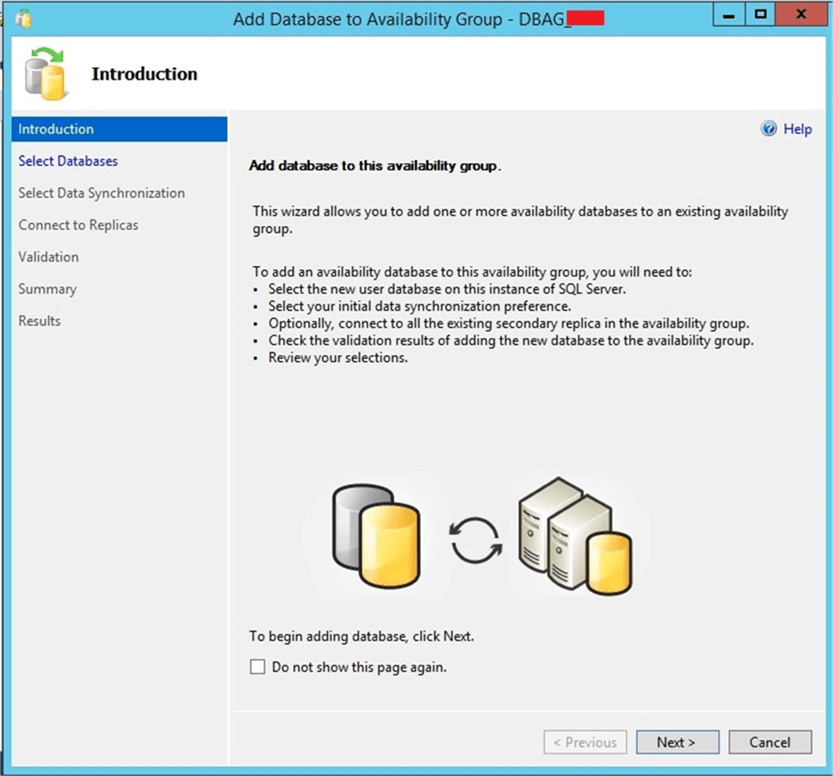 Add Database to Availability Group - DBAG_
Introduction
Introduction
Select Databases
Select Data Synchronization
Connect to Replicas
Validation
Summary
Results
Help
Add database to this availability group.
This wizard allows you to add one or more availability databases to an existing availability
group.
To add an availability database to this availability group, you will need to:
• Select the new user database on this instance of SQL Server.
• Select your initial data synchronization preference.
• Optionally, connect to all the existing secondary replica in the availability group.
• Check the validation results of adding the new database to the availability group.
• Review your selections.
To begin adding database, click Next.
Do not show this page again.
< Previous
Next >
Cancel